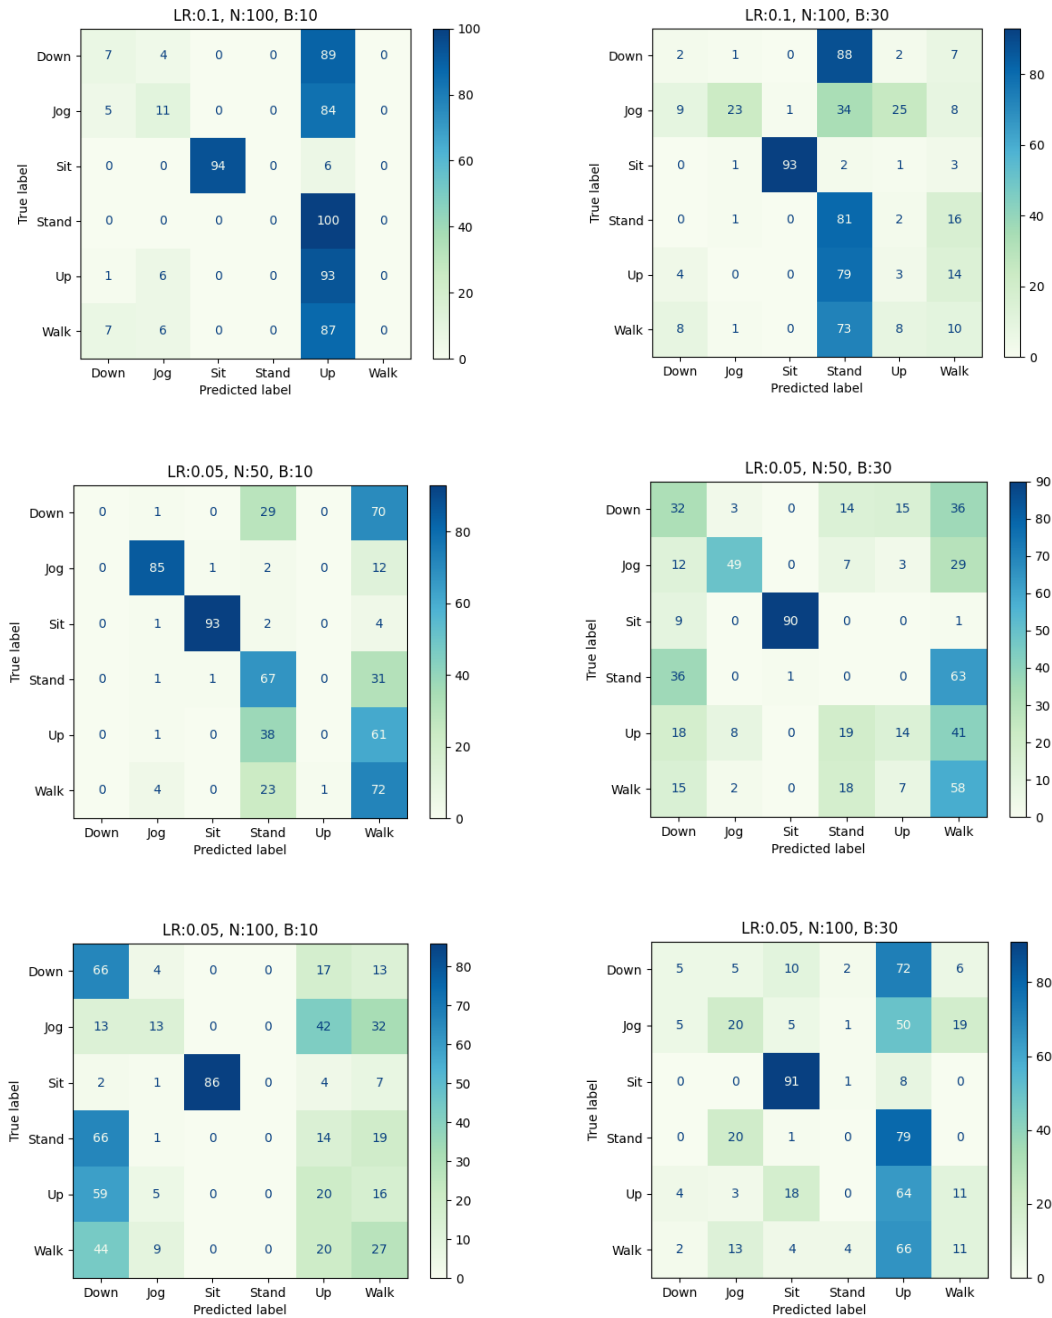 LR:0.1, N:100, B:10
Down 7 4 0 0 89 0
Jog 5 11 0 0 84 0
Sit 0 0 94 0 6 0
Stand 0 0 0 0 100 0
Up 1 6 0 0 93 0
Walk 7 6 0 0 87 0
Down Jog Sit Stand Up Walk
Predicted label
True label
100
80
60
40
20
0
LR:0.1, N:100, B:30
Down 2 1 0 88 2 7
Jog 9 23 1 34 25 8
Sit 0 1 93 2 1 3
Stand 0 1 0 81 2 16
Up 4 0 0 79 3 14
Walk 8 1 0 73 8 10
Down Jog Sit Stand Up Walk
Predicted label
True label
80
60
40
20
0
LR:0.05, N:50, B:10
Down 0 1 0 29 0 70
Jog 0 85 1 2 0 12
Sit 0 1 93 2 0 4
Stand 0 1 1 67 0 31
Up 0 1 0 38 0 61
Walk 0 4 0 23 1 72
Down Jog Sit Stand Up Walk
Predicted label
True label
80
60
40
20
0
LR:0.05, N:50, B:30
Down 32 3 0 14 15 36
Jog 12 49 0 7 3 29
Sit 9 0 90 0 0 1
Stand 36 0 1 0 0 63
Up 18 8 0 19 14 41
Walk 15 2 0 18 7 58
Down Jog Sit Stand Up Walk
Predicted label
True label
90
80
70
60
50
40
30
20
10
0
LR:0.05, N:100, B:10
Down 66 4 0 0 17 13
Jog 13 13 0 0 42 32
Sit 2 1 86 0 4 7
Stand 66 1 0 0 14 19
Up 59 5 0 0 20 16
Walk 44 9 0 0 20 27
Down Jog Sit Stand Up Walk
Predicted label
True label
80
70
60
50
40
30
20
10
0
LR:0.05, N:100, B:30
Down 5 5 10 2 72 6
Jog 5 20 5 1 50 19
Sit 0 0 91 1 8 0
Stand 0 20 1 0 79 0
Up 4 3 18 0 64 11
Walk 2 13 4 4 66 11
Down Jog Sit Stand Up Walk
Predicted label
True label
80
60
40
20
0